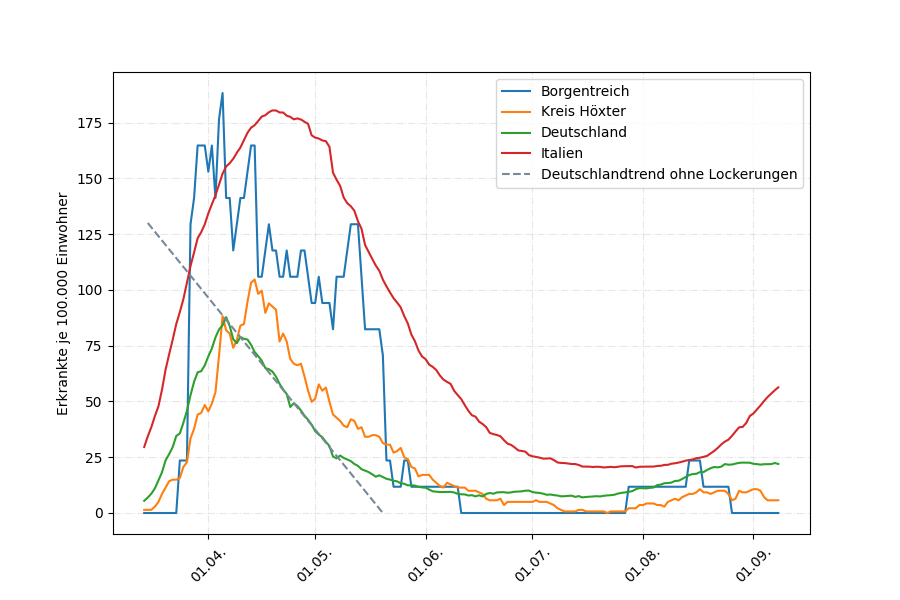 Borgentreich
Kreis Höxter
Deutschland
Italien
Deutschlandtrend ohne Lockerungen
Erkrankte je 100.000 Einwohner
175
150
125
100
75
50
25
0
01.04.
01.05.
01.06.
01.07.
01.08.
01.09.